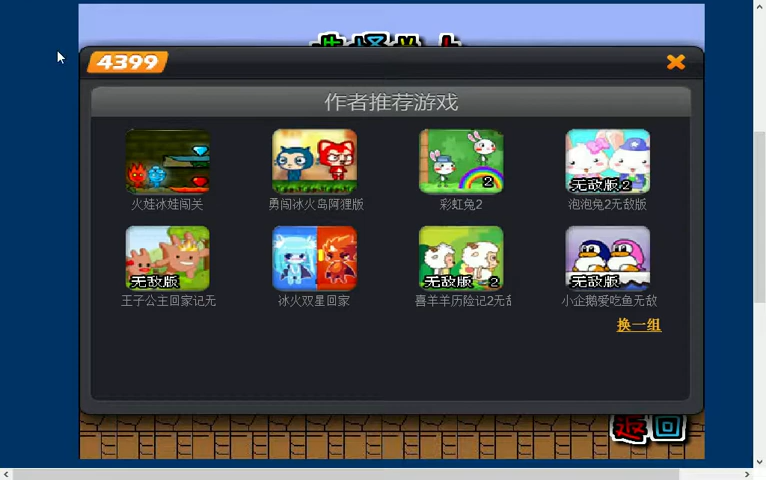 4399
作者推荐游戏
2
无敌版2
火娃冰娃闯关
勇闯冰火岛阿狸版
彩虹兔2
泡泡兔2无敌版
无敌版
无敌版 2
无敌版
王子公主回家记无
冰火双星回家
喜羊羊历险记2无敌
小企鹅爱吃鱼无敌
换一组
返回